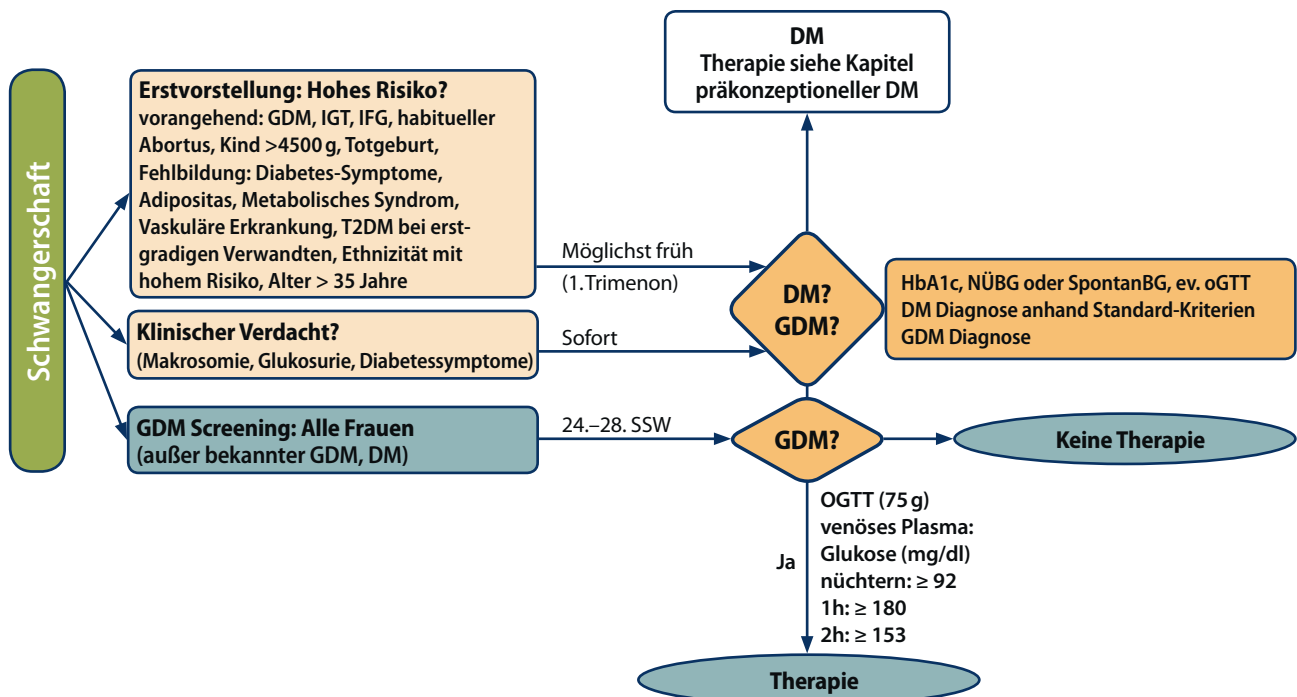 Schwangerschaft
Erstvorstellung: Hohes Risiko?
vorangehend: GDM, IGT, IFG, habitueller
Abortus, Kind >4500 g, Totgeburt,
Fehlbildung: Diabetes-Symptome,
Adipositas, Metabolisches Syndrom,
Vaskuläre Erkrankung, T2DM bei erst-
gradigen Verwandten, Ethnizität mit
hohem Risiko, Alter > 35 Jahre
Klinischer Verdacht?
(Makrosomie, Glukosurie, Diabetessymptome)
GDM Screening: Alle Frauen
(außer bekannter GDM, DM)
Möglichst früh
(1. Trimenon)
Sofort
24.–28. SSW
DM
Therapie siehe Kapitel
präkonzeptioneller DM
DM?
GDM?
HbA1c, NÜBG oder SpontanBG, ev. oGTT
DM Diagnose anhand Standard-Kriterien
GDM Diagnose
GDM?
Keine Therapie
Ja
OGTT (75 g)
venöses Plasma:
Glukose (mg/dl)
nüchtern: ≥ 92
1h: ≥ 180
2h: ≥ 153
Therapie